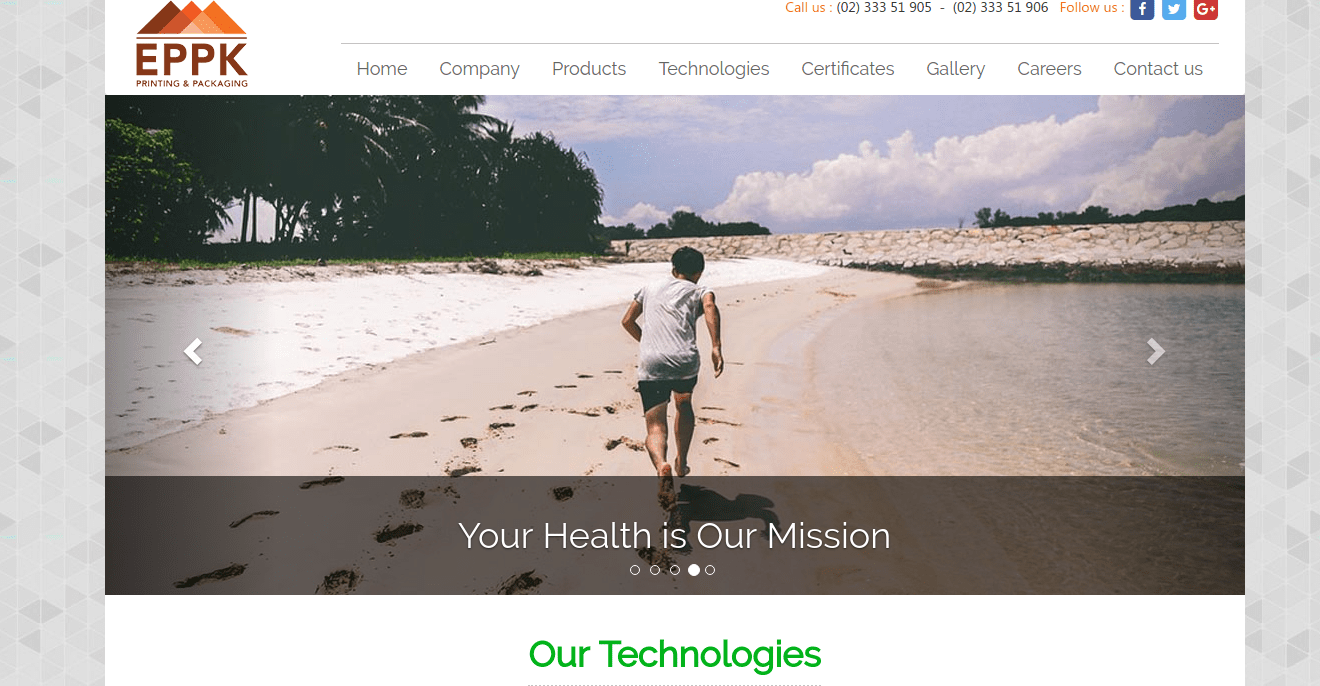 Call us : (02) 333 51 905 - (02) 333 51 906 Follow us : f G+
EPPK
PRINTING & PACKAGING
Home Company Products Technologies Certificates Gallery Careers Contact us
Your Health is Our Mission
Our Technologies